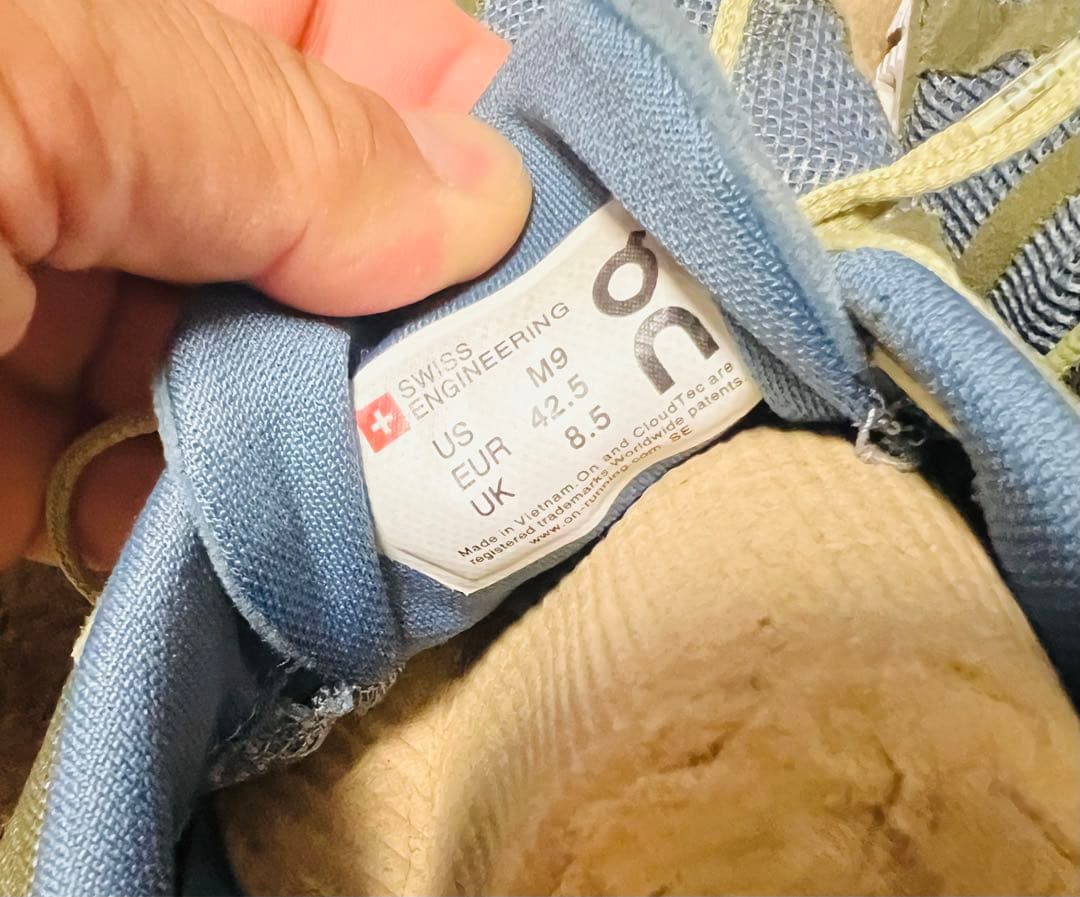 on
SWISS
ENGINEERING
US M9
EUR 42.5
UK 8.5
Made in Vietnam. On and CloudTec are
registered trademarks. Worldwide patents
www.on-running.com SE